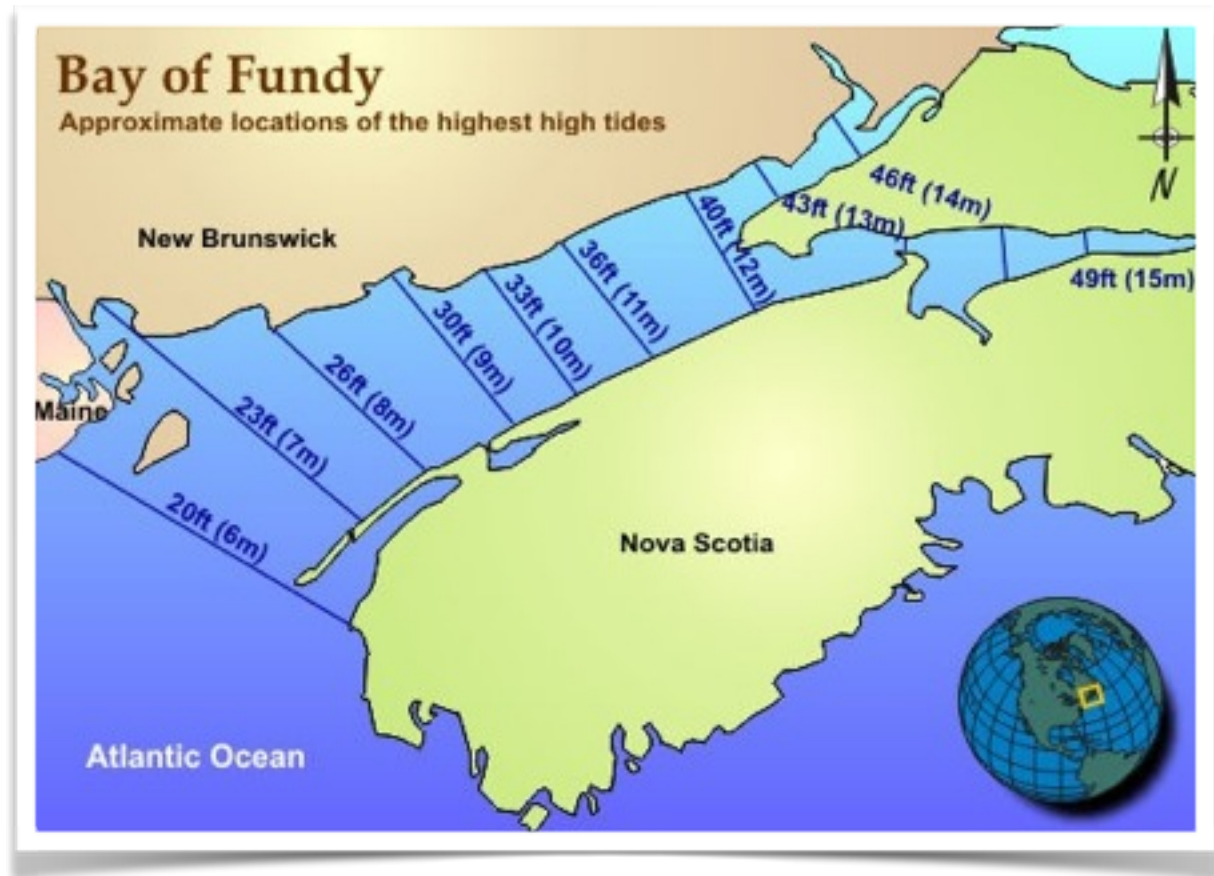 Bay of Fundy
Approximate locations of the highest high tides
N
46ft (14m)
43ft (13m)
40ft (12m)
New Brunswick
36ft (11m)
49ft (15m)
33ft (10m)
30ft (9m)
26ft (8m)
Maine
23ft (7m)
20ft (6m)
Nova Scotia
Atlantic Ocean